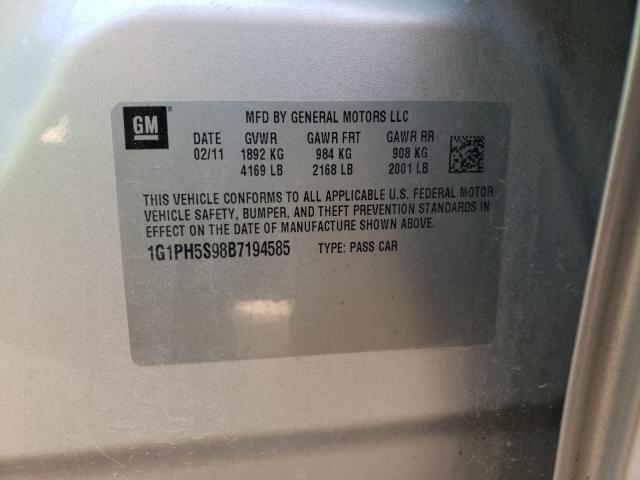 GM
MFD BY GENERAL MOTORS LLC
DATE GVWR GAWR FRT GAWR RR
02/11 1892 KG 984 KG 908 KG
4169 LB 2168 LB 2001 LB
THIS VEHICLE CONFORMS TO ALL APPLICABLE U.S. FEDERAL MOTOR
VEHICLE SAFETY, BUMPER, AND THEFT PREVENTION STANDARDS IN
EFFECT ON THE DATE OF MANUFACTURE SHOWN ABOVE.
1G1PH5S98B7194585 TYPE: PASS CAR